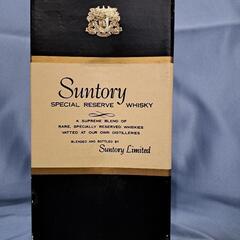 Suntory
SPECIAL RESERVE WHISKY
A SUPREME BLEND OF
RARE, SPECIALLY RESERVED WHISKIES
VATTED AT OUR OWN DISTILLERIES
BLENDED AND BOTTLED BY
Suntory Limited